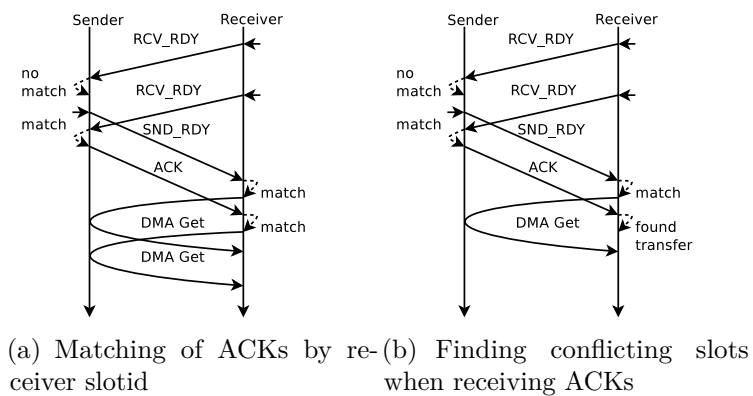 Sender
Receiver
RCV_RDY
no
match
RCV_RDY
match
SND_RDY
ACK
match
DMA Get
match
DMA Get
(a) Matching of ACKs by re-
ceiver slotid
Sender
Receiver
RCV_RDY
no
match
RCV_RDY
match
SND_RDY
ACK
match
DMA Get
found
transfer
(b) Finding conflicting slots
when receiving ACKs